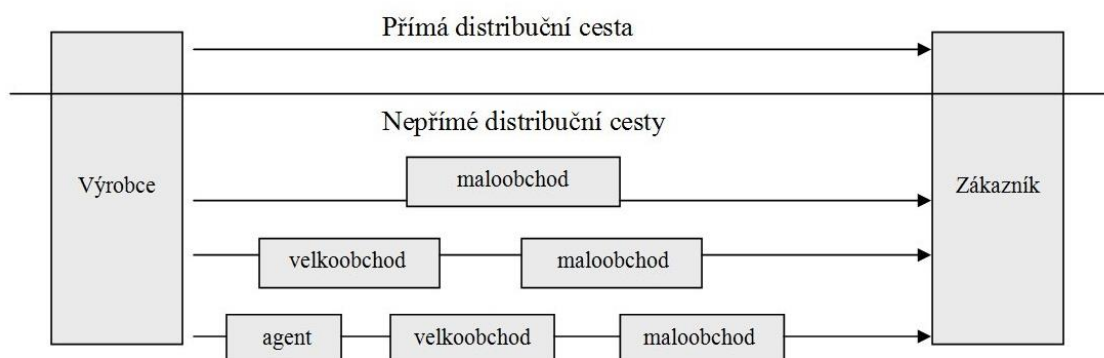 Přímá distribuční cesta
Nepřímé distribuční cesty
Výrobce
maloobchod
Zákazník
velkoobchod
maloobchod
agent
velkoobchod
maloobchod